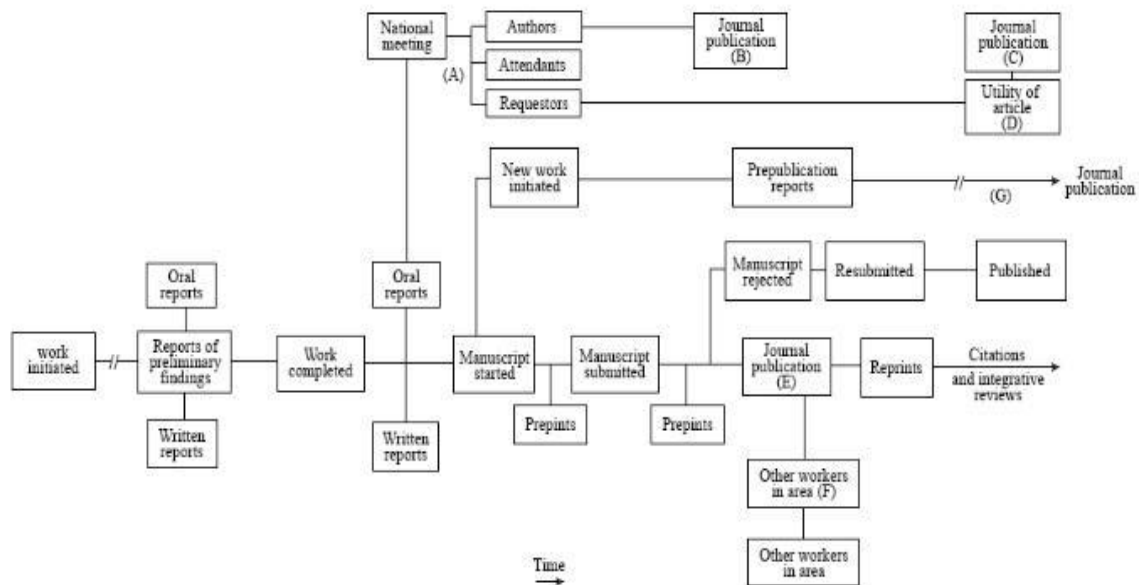 National
meeting
(A)
Authors
Attendants
Requestors
Journal
publication
(B)
Journal
publication
(C)
Utility of
article
(D)
New work
initiated
Prepublication
reports
(G)
Journal
publication
Oral
reports
Oral
reports
Manuscript
rejected
Resubmitted
Published
work
initiated
Reports of
preliminary
findings
Work
completed
Manuscript
started
Manuscript
submitted
Journal
publication
(E)
Reprints
Citations
and integrative
reviews
Written
reports
Written
reports
Prepints
Prepints
Other workers
in area (F)
Other workers
in area
Time